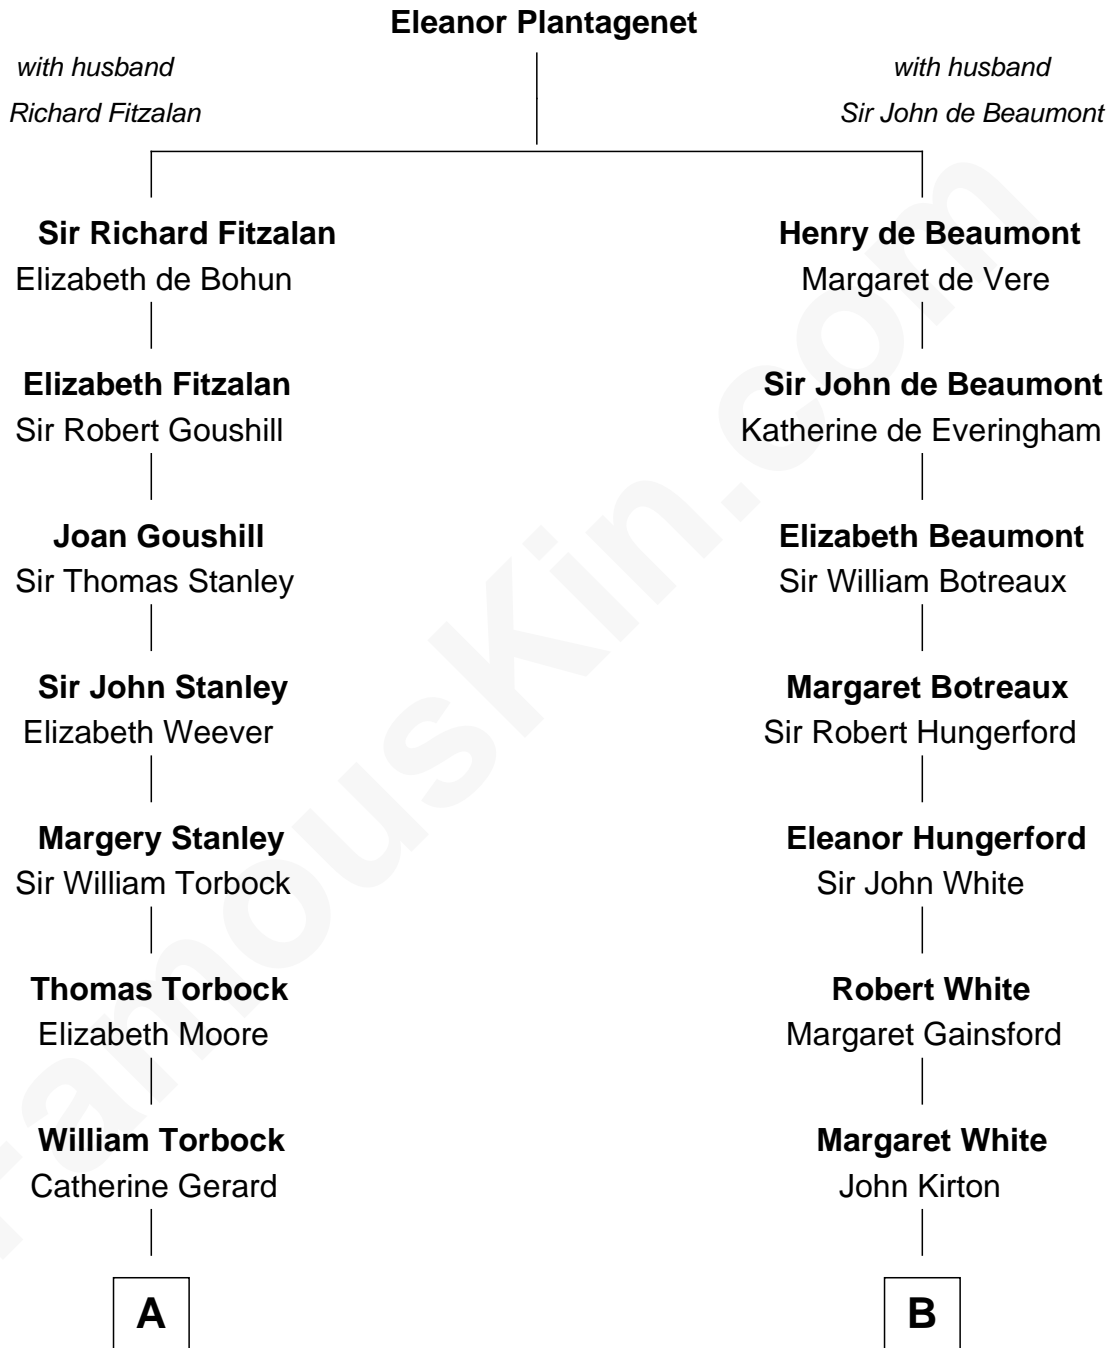 Eleanor Plantagenet
with husband
Richard Fitzalan
with husband
Sir John de Beaumont
Sir Richard Fitzalan
Elizabeth de Bohun
Henry de Beaumont
Margaret de Vere
Elizabeth Fitzalan
Sir Robert Goushill
Sir John de Beaumont
Katherine de Everingham
Joan Goushill
Sir Thomas Stanley
Elizabeth Beaumont
Sir William Botreaux
Sir John Stanley
Elizabeth Weever
Margaret Botreaux
Sir Robert Hungerford
Margery Stanley
Sir William Torbock
Eleanor Hungerford
Sir John White
Thomas Torbock
Elizabeth Moore
Robert White
Margaret Gainsford
William Torbock
Catherine Gerard
Margaret White
John Kirton
A
B
FamousKin.com